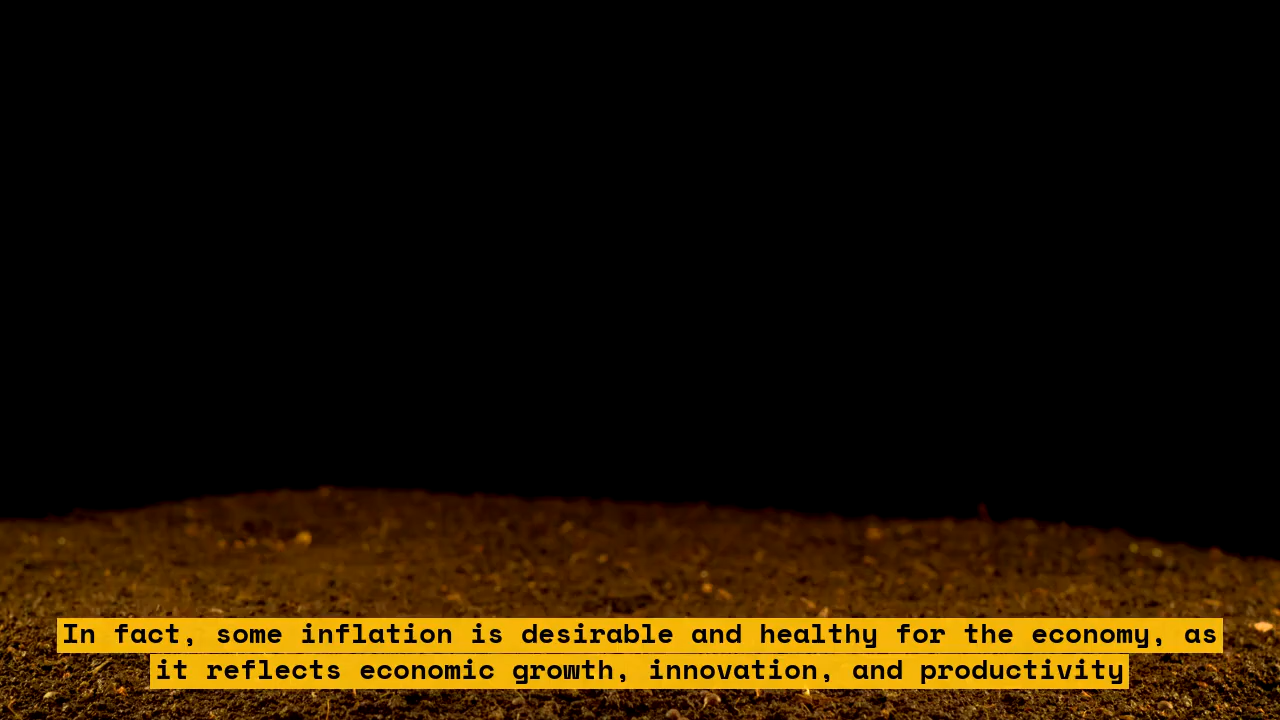 In fact, some inflation is desirable and healthy for the economy, as
it reflects economic growth, innovation, and productivity